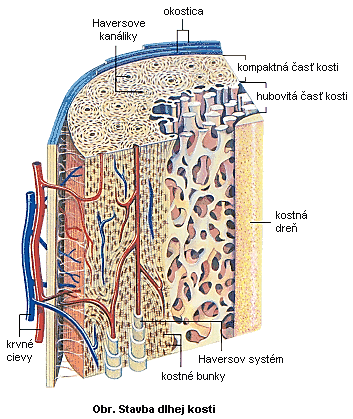 okostica
Haversove
kanáliky
kompaktná časť kosti
hubovitá časť kosti
kostná
dreň
krvné
cievy
Haversov systém
kostné bunky
Obr. Stavba dlhej kosti